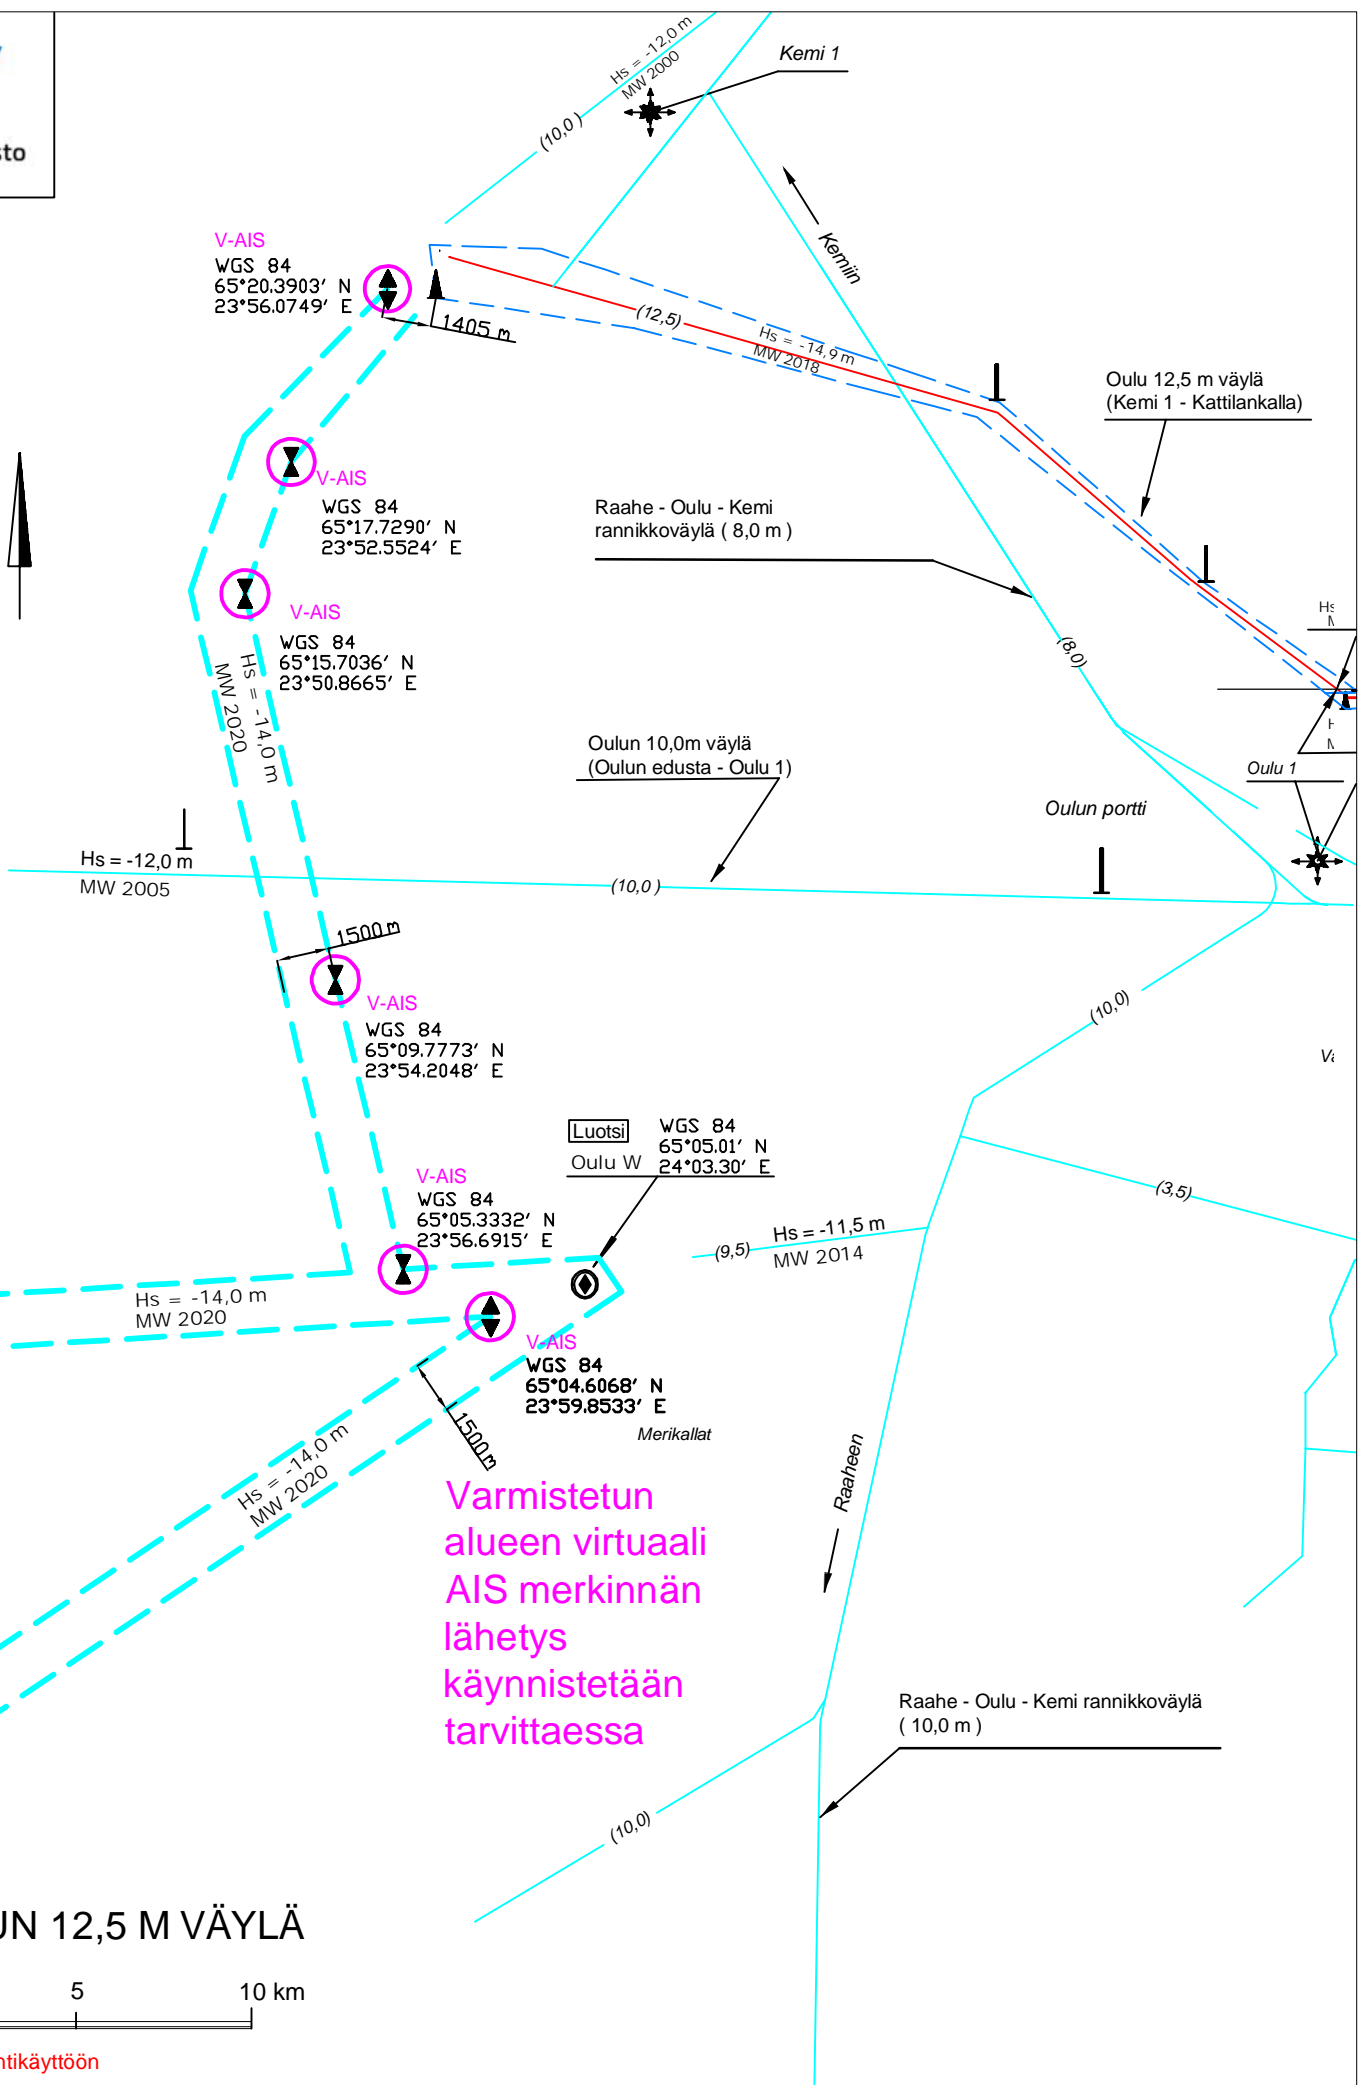 sto
Hs = -12,0 m
MW 2000
Kemi 1
(10,0)
V-AIS
WGS 84
65°20.3903' N
23°56.0749' E
1405 m
Kemiin
(12,5)
Hs = -14,9 m
MW 2018
Oulu 12,5 m väylä
(Kemi 1 - Kattilankalla)
V-AIS
WGS 84
65°17.7290' N
23°52.5524' E
Raahe - Oulu - Kemi
rannikkoväylä ( 8,0 m )
V-AIS
WGS 84
65°15.7036' N
23°50.8665' E
(8,0)
Hs
Hs = -14,0 m
MW 2020
Oulun 10,0m väylä
(Oulun edusta - Oulu 1)
Oulu 1
Oulun portti
Hs = -12,0 m
MW 2005
(10,0 )
1500 m
V-AIS
WGS 84
65°09.7773' N
23°54.2048' E
(10,0)
Luotsi
Oulu W
WGS 84
65°05.01' N
24°03.30' E
V-AIS
WGS 84
65°05.3332' N
23°56.6915' E
(3,5)
(9,5)
Hs = -11,5 m
MW 2014
Hs = -14,0 m
MW 2020
V-AIS
WGS 84
65°04.6068' N
23°59.8533' E
1500 m
Merikallat
Hs = -14,0 m
MW 2020
Raaheen
Varmistetun
alueen virtuaali
AIS merkinnän
lähetys
käynnistetään
tarvittaessa
Raahe - Oulu - Kemi rannikkoväylä
( 10,0 m )
(10,0)
UN 12,5 M VÄYLÄ
5 10 km
ntikäyttöön